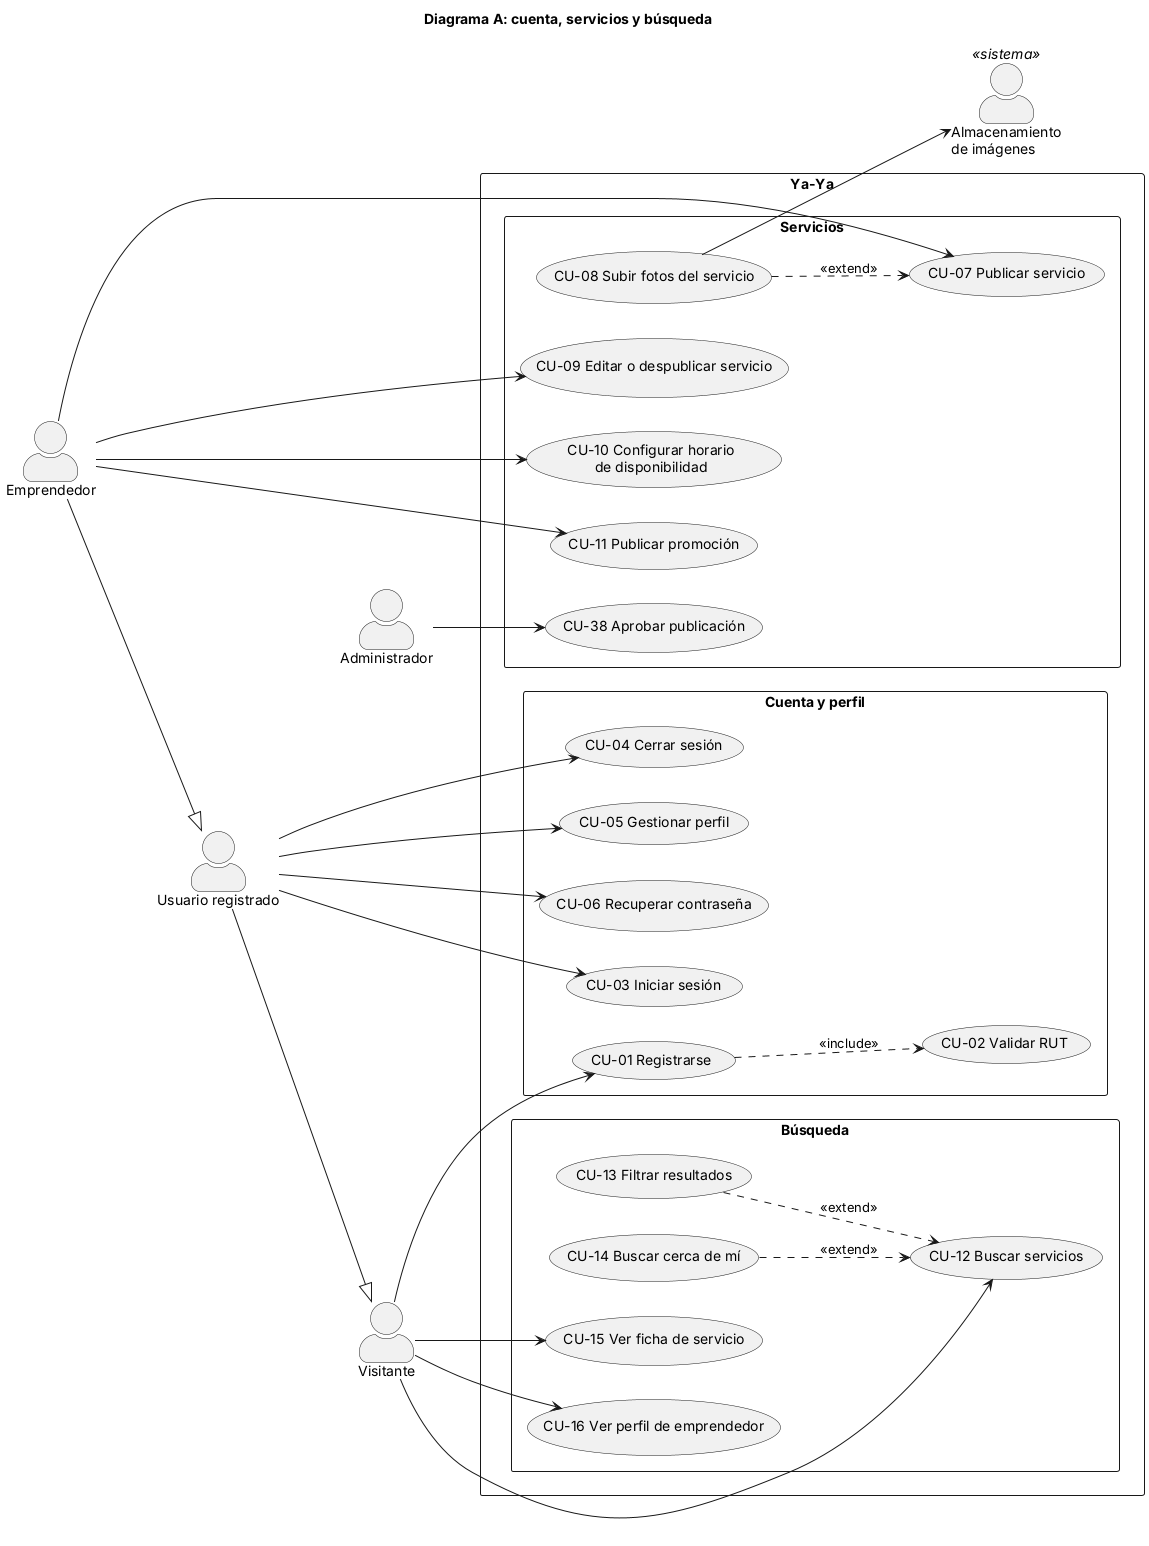 Diagrama A: cuenta, servicios y búsqueda
«sistema»
Almacenamiento
de imágenes
Ya-Ya
Servicios
CU-08 Subir fotos del servicio
«extend»
CU-07 Publicar servicio
CU-09 Editar o despublicar servicio
CU-10 Configurar horario
de disponibilidad
Emprendedor
CU-11 Publicar promoción
CU-38 Aprobar publicación
Administrador
Cuenta y perfil
CU-04 Cerrar sesión
CU-05 Gestionar perfil
CU-06 Recuperar contraseña
Usuario registrado
CU-03 Iniciar sesión
CU-01 Registrarse
«include»
CU-02 Validar RUT
Búsqueda
CU-13 Filtrar resultados
«extend»
CU-14 Buscar cerca de mí
«extend»
CU-12 Buscar servicios
CU-15 Ver ficha de servicio
Visitante
CU-16 Ver perfil de emprendedor